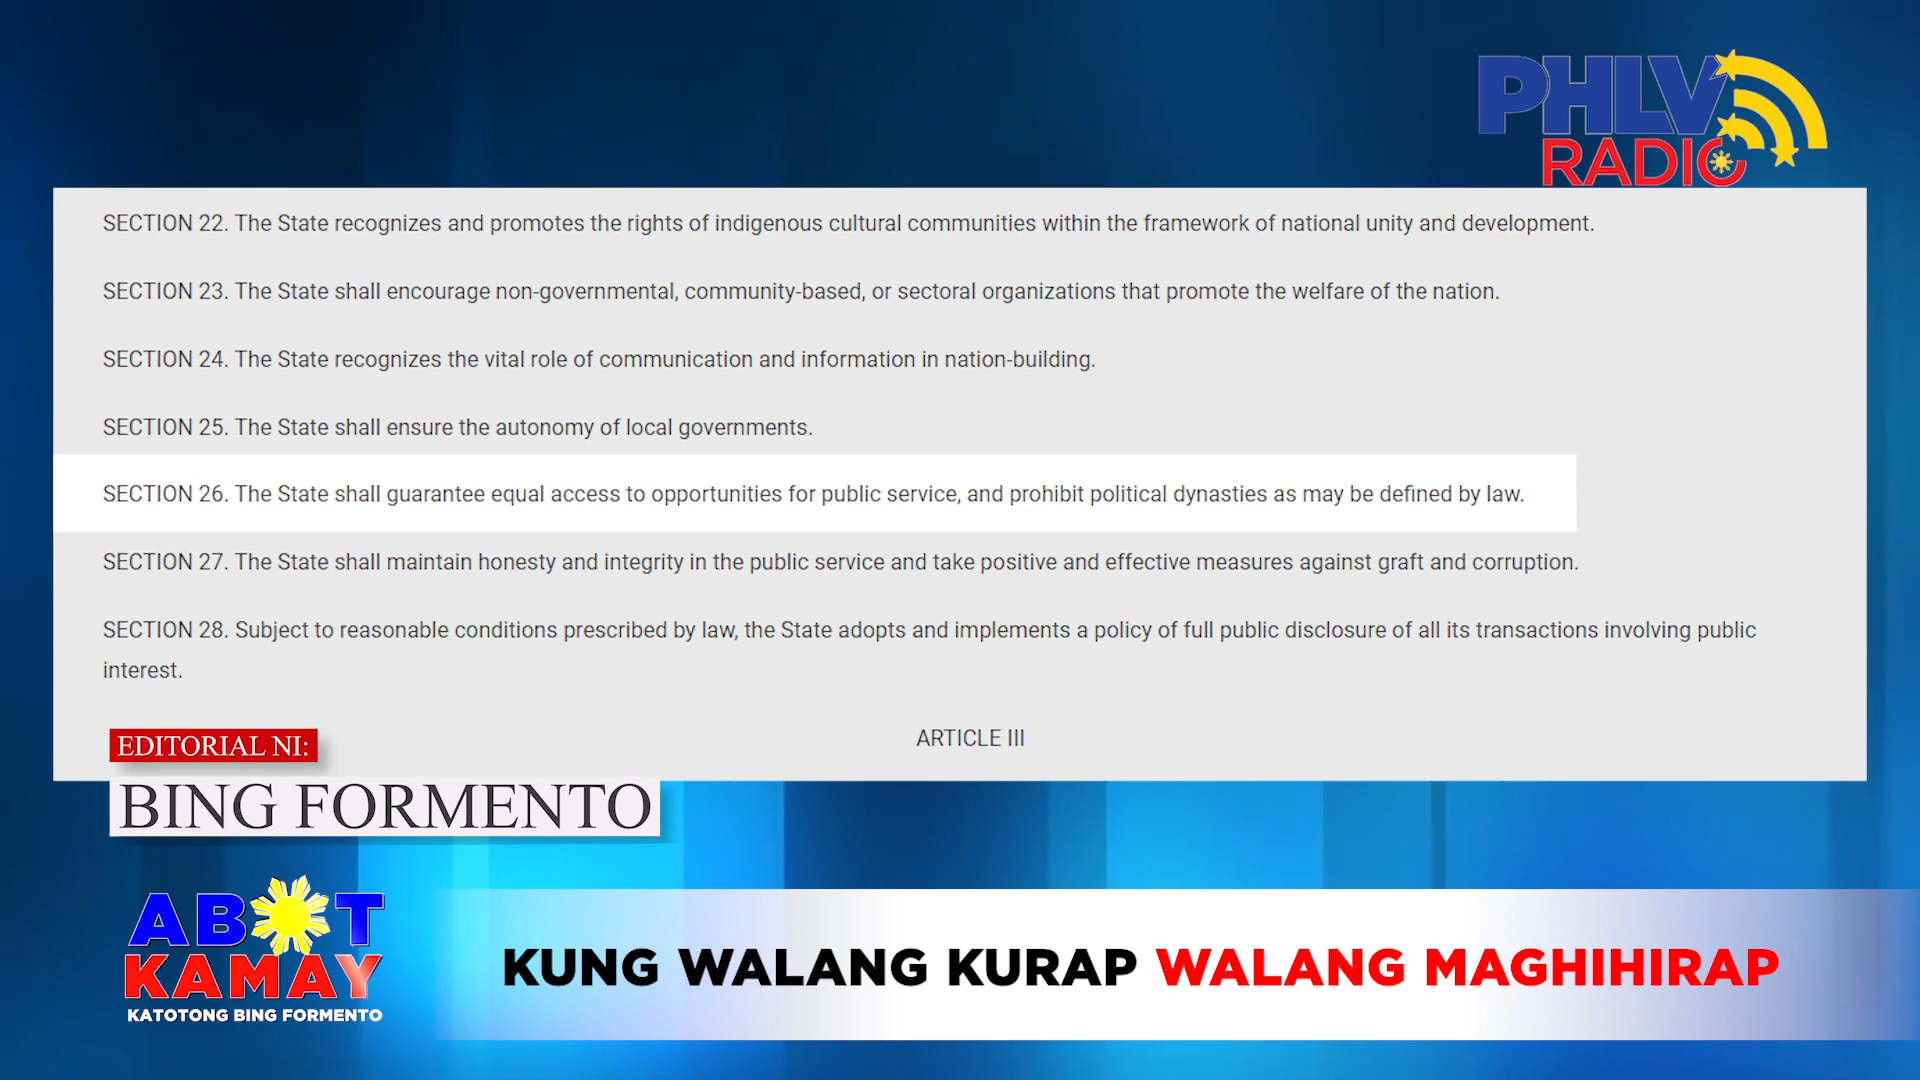 PHLV
RADIO
SECTION 22. The State recognizes and promotes the rights of indigenous cultural communities within the framework of national unity and development.
SECTION 23. The State shall encourage non-governmental, community-based, or sectoral organizations that promote the welfare of the nation.
SECTION 24. The State recognizes the vital role of communication and information in nation-building.
SECTION 25. The State shall ensure the autonomy of local governments.
SECTION 26. The State shall guarantee equal access to opportunities for public service, and prohibit political dynasties as may be defined by law.
SECTION 27. The State shall maintain honesty and integrity in the public service and take positive and effective measures against graft and corruption.
SECTION 28. Subject to reasonable conditions prescribed by law, the State adopts and implements a policy of full public disclosure of all its transactions involving public
interest.
ARTICLE III
EDITORIAL NI:
BING FORMENTO
ABOT
KAMAY
KATOTONG BING FORMENTO
KUNG WALANG KURAP WALANG MAGHIHIRAP